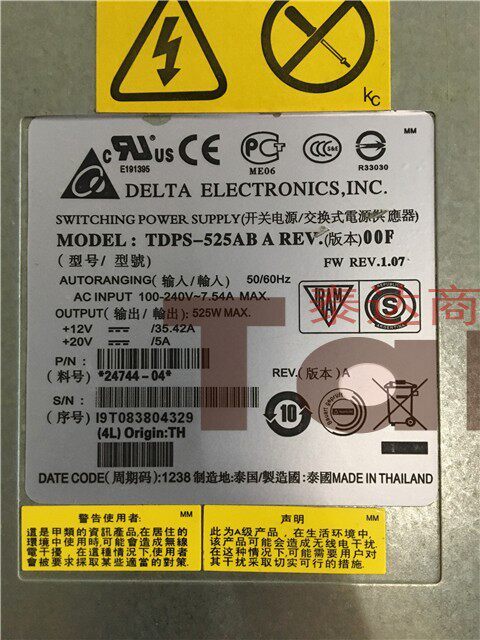 KC
MM
c UL US CE
E191395
ME06
CCC S&E
R33030
DELTA ELECTRONICS,INC.
SWITCHING POWER SUPPLY(开关电源/交換式電源供應器)
MODEL: TDPS-525AB A REV.(版本)00F
(型号/ 型號)
FW REV.1.07
AUTORANGING(输入/輸入) 50/60Hz
AC INPUT 100-240V~7.54A MAX.
OUTPUT(输出/輸出): 525W MAX.
+12V /35.42A
+20V /5A
P/N :
(料号) *24744-04*
REV.(版本)A
S/N :
(序号) I9T083804329
(4L) Origin:TH
10
DATE CODE(周期码):1238 制造地:泰国/製造國:泰國MADE IN THAILAND
泰达商
Ta
警告使用者: MM
這是甲類的資訊產品,在居住的
環境中使用時,可能會造成無線
電干擾,在這種情況下,使用者
會被要求採取某些適當的對策.
声明 MM
此为A级产品,在生活环境中,
该产品可能会造成无线电干扰.
在这种情况下,可能需要用户对
其干扰采取切实可行的措施.